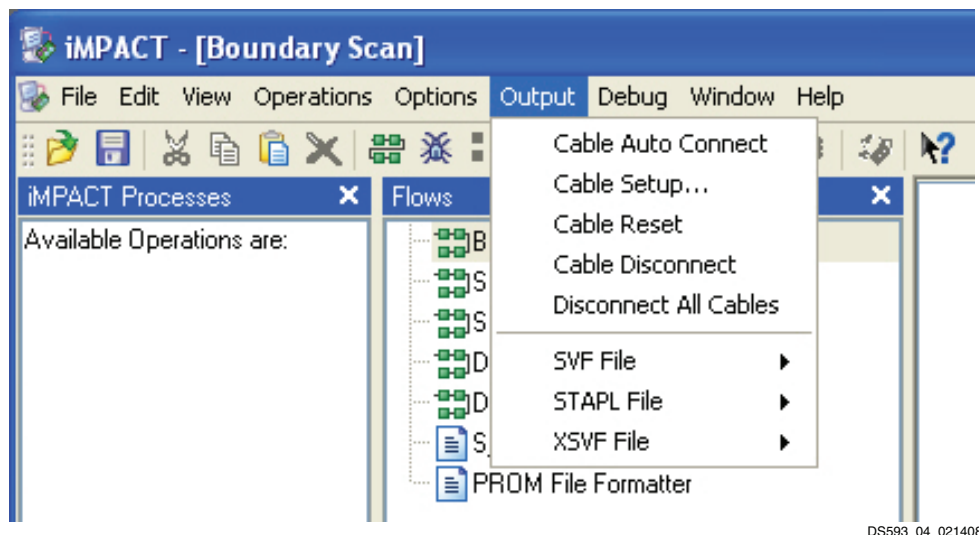 iMPACT - [Boundary Scan]
File Edit View Operations Options Output Debug Window Help
Cable Auto Connect
Cable Setup...
Cable Reset
Cable Disconnect
Disconnect All Cables
SVF File
STAPL File
XSVF File
iMPACT Processes
Available Operations are:
Flows
B
S
S
D
D
S
PROM File Formatter
DS593_04_021408